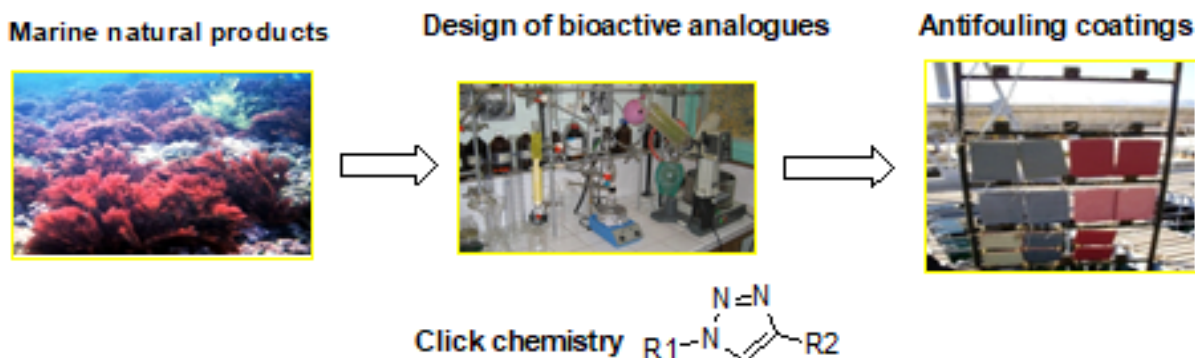 Marine natural products
Design of bioactive analogues
Antifouling coatings
Click chemistry
N=N
R1-N
R2